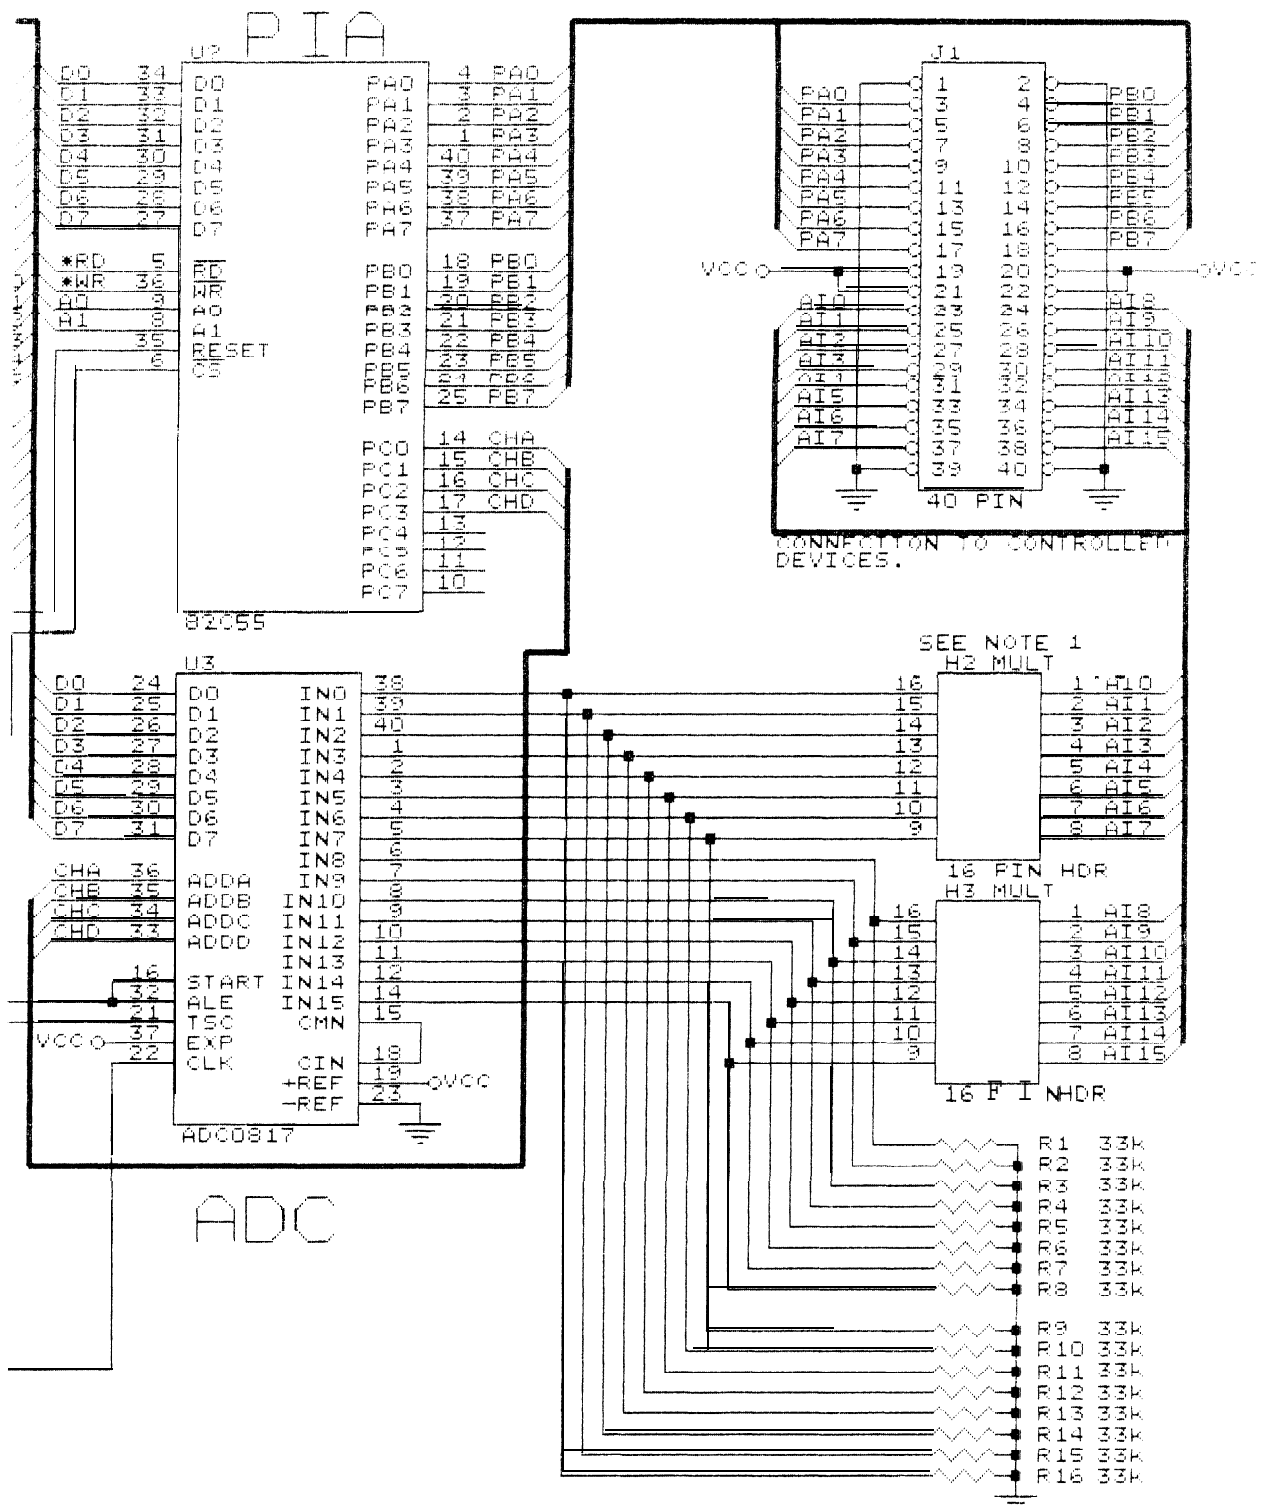 PIA
U2
D0 34 D0 PA0 4 PA0
D1 33 D1 PA1 3 PA1
D2 32 D2 PA2 2 PA2
D3 31 D3 PA3 1 PA3
D4 30 D4 PA4 40 PA4
D5 29 D5 PA5 39 PA5
D6 28 D6 PA6 38 PA6
D7 27 D7 PA7 37 PA7
*RD 5 RD PB0 18 PB0
*WR 36 WR PB1 19 PB1
A0 9 A0 PB2 20 PB2
A1 8 A1 PB3 21 PB3
35 RESET PB4 22 PB4
6 CS PB5 23 PB5
PB6 24 PB6
PB7 25 PB7
PC0 14 CHA
PC1 15 CHB
PC2 16 CHC
PC3 17 CHD
PC4 13
PC5 12
PC6 11
PC7 10
82C55
J1
1 2
PA0 3 4 PB0
PA1 5 6 PB1
PA2 7 8 PB2
PA3 9 10 PB3
PA4 11 12 PB4
PA5 13 14 PB5
PA6 15 16 PB6
PA7 17 18 PB7
VCC 19 20 VCC
21 22
AI0 23 24 AI8
AI1 25 26 AI9
AI2 27 28 AI10
AI3 29 30 AI11
AI4 31 32 AI12
AI5 33 34 AI13
AI6 35 36 AI14
AI7 37 38 AI15
39 40
40 PIN
CONNECTION TO CONTROLLED
DEVICES.
U3
D0 24 D0 IN0 38
D1 25 D1 IN1 39
D2 26 D2 IN2 40
D3 27 D3 IN3 1
D4 28 D4 IN4 2
D5 29 D5 IN5 3
D6 30 D6 IN6 4
D7 31 D7 IN7 5
IN8 6
CHA 36 ADDA IN9 7
CHB 35 ADDB IN10 8
CHC 34 ADDC IN11 9
CHD 33 ADDD IN12 10
IN13 11
16 START IN14 12
32 ALE IN15 14
21 TSC CMN 15
VCC 37 EXP
22 CLK CIN 18
+REF 19 VCC
-REF 23
ADC0817
ADC
SEE NOTE 1
H2 MULT
16 1 AI0
15 2 AI1
14 3 AI2
13 4 AI3
12 5 AI4
11 6 AI5
10 7 AI6
9 8 AI7
16 PIN HDR
H3 MULT
16 1 AI8
15 2 AI9
14 3 AI10
13 4 AI11
12 5 AI12
11 6 AI13
10 7 AI14
9 8 AI15
16 FINHDR
R1 33K
R2 33K
R3 33K
R4 33K
R5 33K
R6 33K
R7 33K
R8 33K
R9 33K
R10 33K
R11 33K
R12 33K
R13 33K
R14 33K
R15 33K
R16 33K